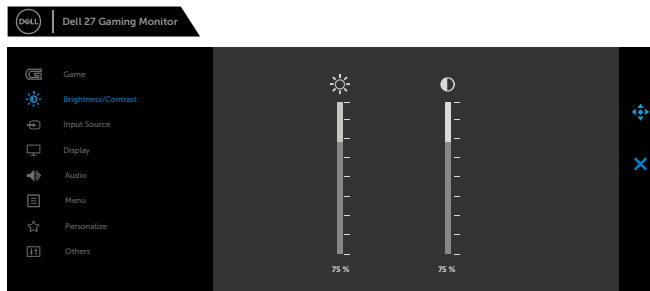 DELL
Dell 27 Gaming Monitor
Game
Brightness/Contrast
Input Source
Display
Audio
Menu
Personalize
Others
75 %
75 %